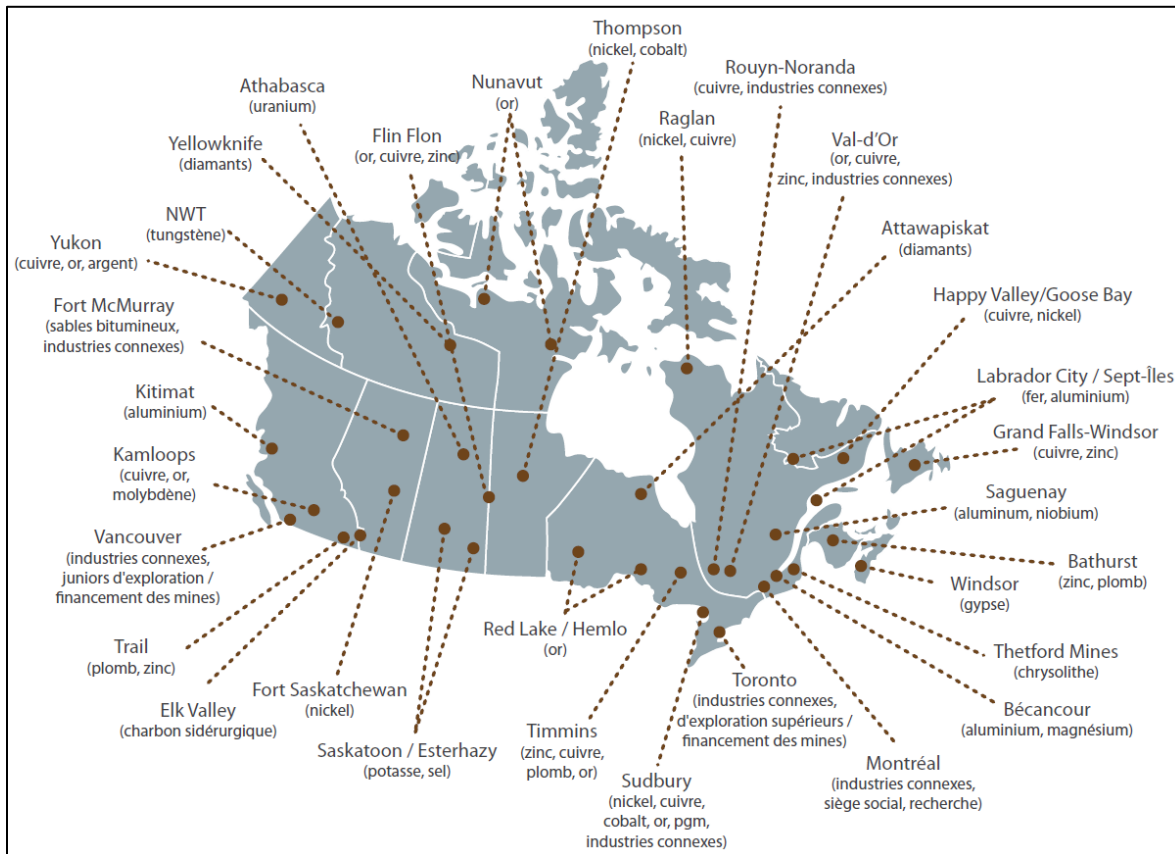 Thompson
(nickel, cobalt)
Rouyn-Noranda
(cuivre, industries connexes)
Athabasca
(uranium)
Nunavut
(or)
Raglan
(nickel, cuivre)
Yellowknife
(diamants)
Flin Flon
(or, cuivre, zinc)
Val-d'Or
(or, cuivre,
zinc, industries connexes)
NWT
(tungstène)
Attawapiskat
(diamants)
Yukon
(cuivre, or, argent)
Happy Valley/Goose Bay
(cuivre, nickel)
Fort McMurray
(sables bitumineux,
industries connexes)
Labrador City / Sept-Îles
(fer, aluminium)
Kitimat
(aluminium)
Grand Falls-Windsor
(cuivre, zinc)
Kamloops
(cuivre, or,
molybdène)
Saguenay
(aluminum, niobium)
Vancouver
(industries connexes,
juniors d'exploration /
financement des mines)
Bathurst
(zinc, plomb)
Windsor
(gypse)
Trail
(plomb, zinc)
Red Lake / Hemlo
(or)
Thetford Mines
(chrysolithe)
Elk Valley
(charbon sidérurgique)
Fort Saskatchewan
(nickel)
Toronto
(industries connexes,
d'exploration supérieurs /
financement des mines)
Bécancour
(aluminium, magnésium)
Saskatoon / Esterhazy
(potasse, sel)
Timmins
(zinc, cuivre,
plomb, or)
Montréal
(industries connexes,
siège social, recherche)
Sudbury
(nickel, cuivre,
cobalt, or, pgm,
industries connexes)